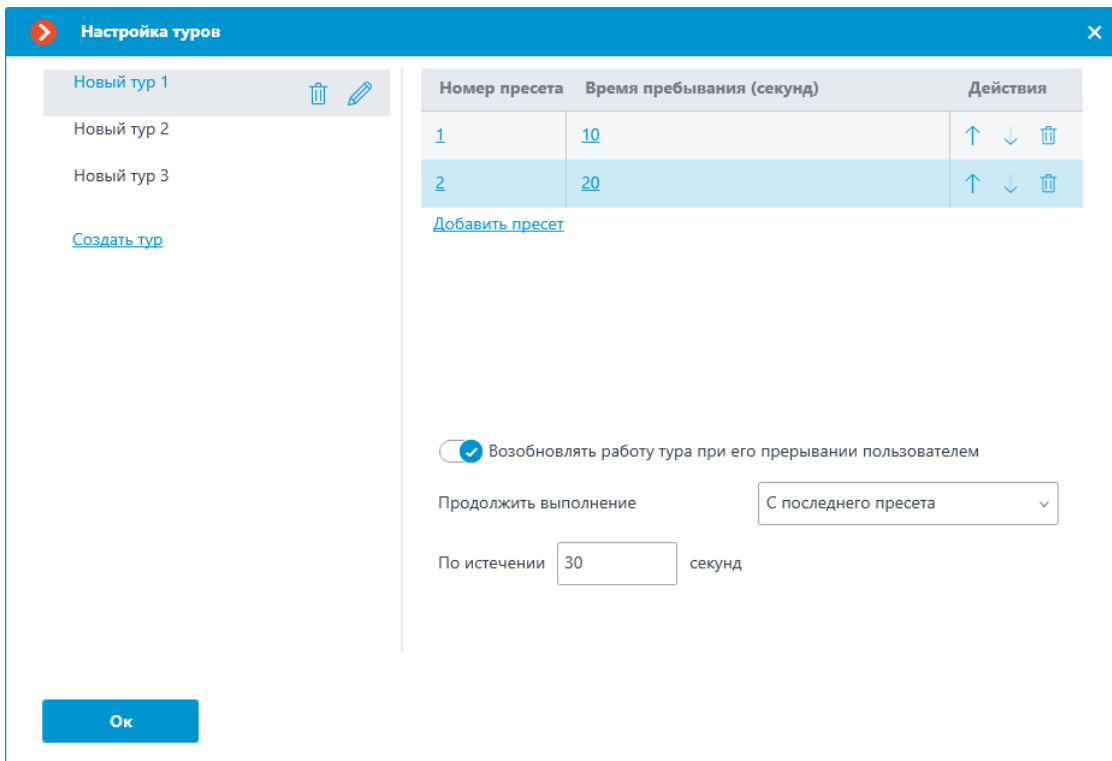 Настройка туров
Новый тур 1
Новый тур 2
Новый тур 3
Создать тур
Номер пресета Время пребывания (секунд) Действия
1 10
2 20
Добавить пресет
Возобновлять работу тура при его прерывании пользователем
Продолжить выполнение С последнего пресета
По истечении 30 секунд
Ок